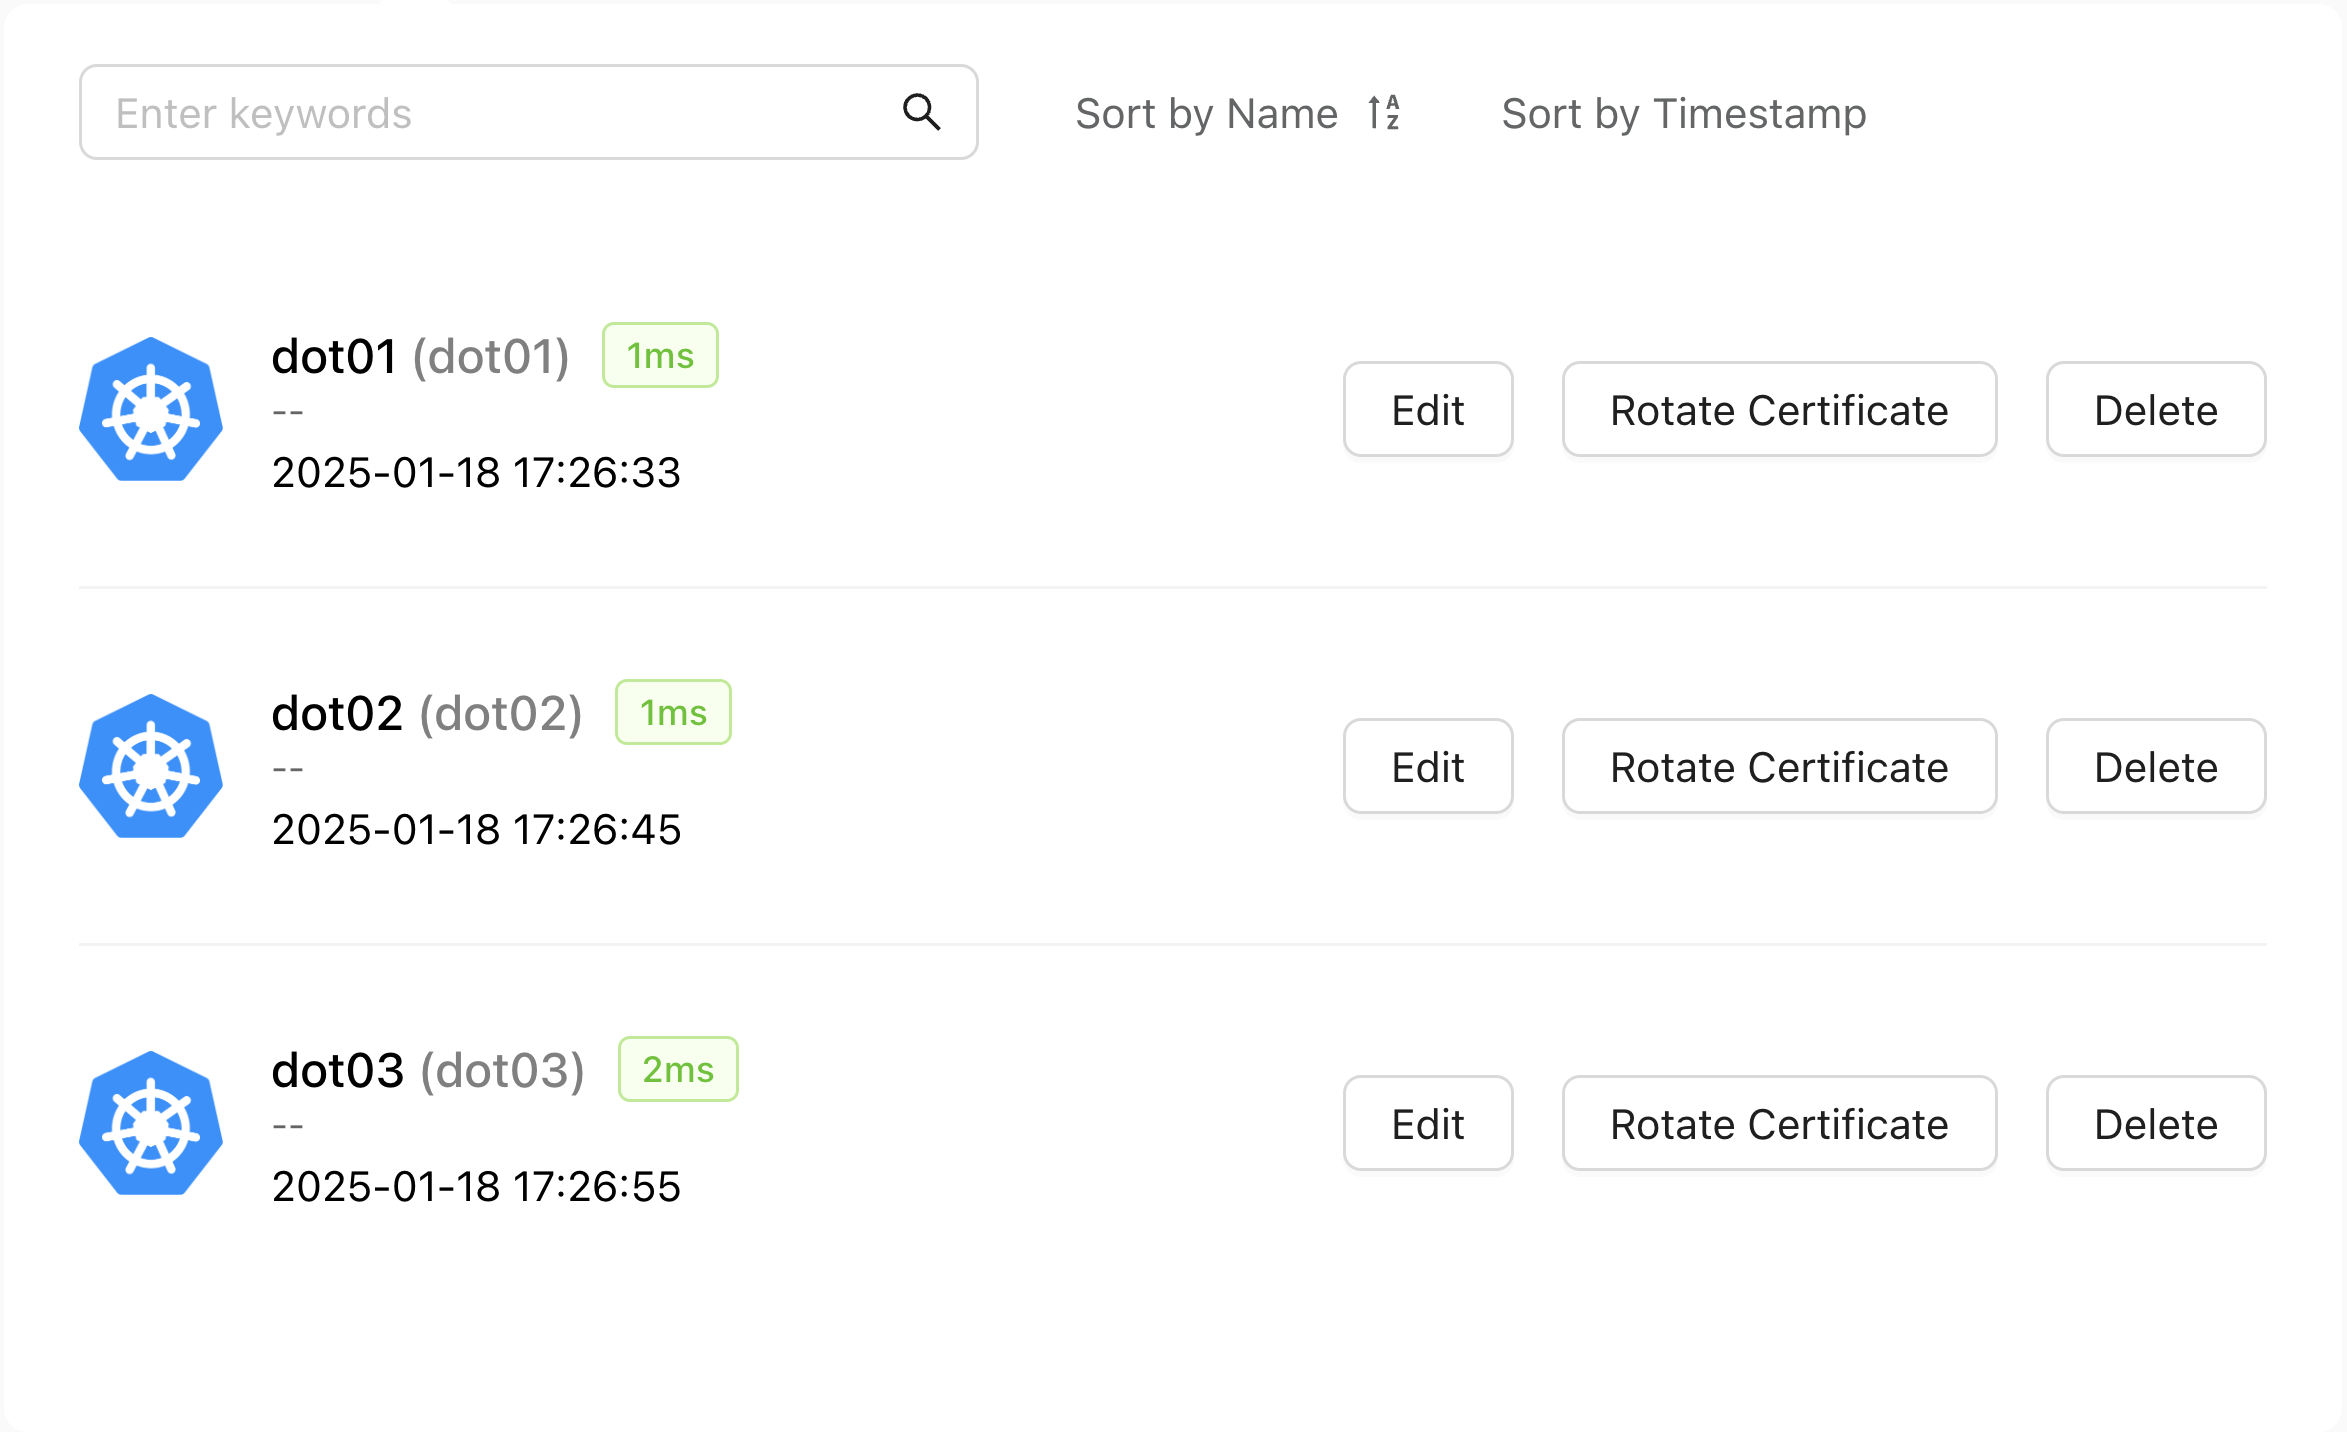 Enter keywords
Sort by Name
Sort by Timestamp
dot01 (dot01) 1ms
--
2025-01-18 17:26:33
Edit
Rotate Certificate
Delete
dot02 (dot02) 1ms
--
2025-01-18 17:26:45
Edit
Rotate Certificate
Delete
dot03 (dot03) 2ms
--
2025-01-18 17:26:55
Edit
Rotate Certificate
Delete